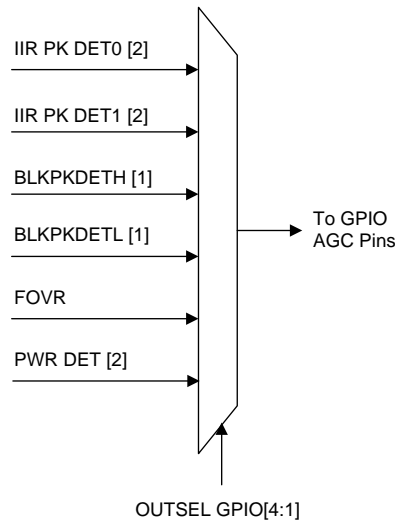 IIR PK DET0 [2]
IIR PK DET1 [2]
BLKPKDETH [1]
BLKPKDETL [1]
FOVR
PWR DET [2]
To GPIO
AGC Pins
OUTSEL GPIO[4:1]